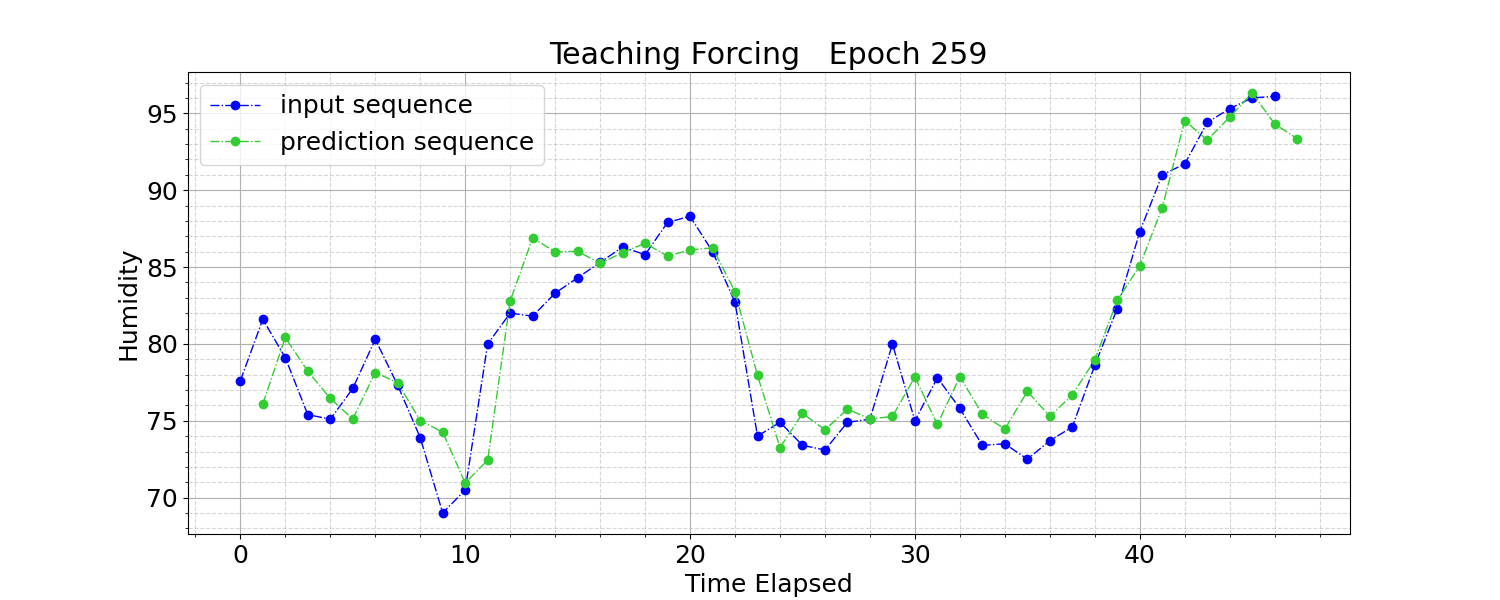 Teaching Forcing   Epoch 259
input sequence
prediction sequence
95
90
85
80
75
70
Humidity
0 10 20 30 40
Time Elapsed